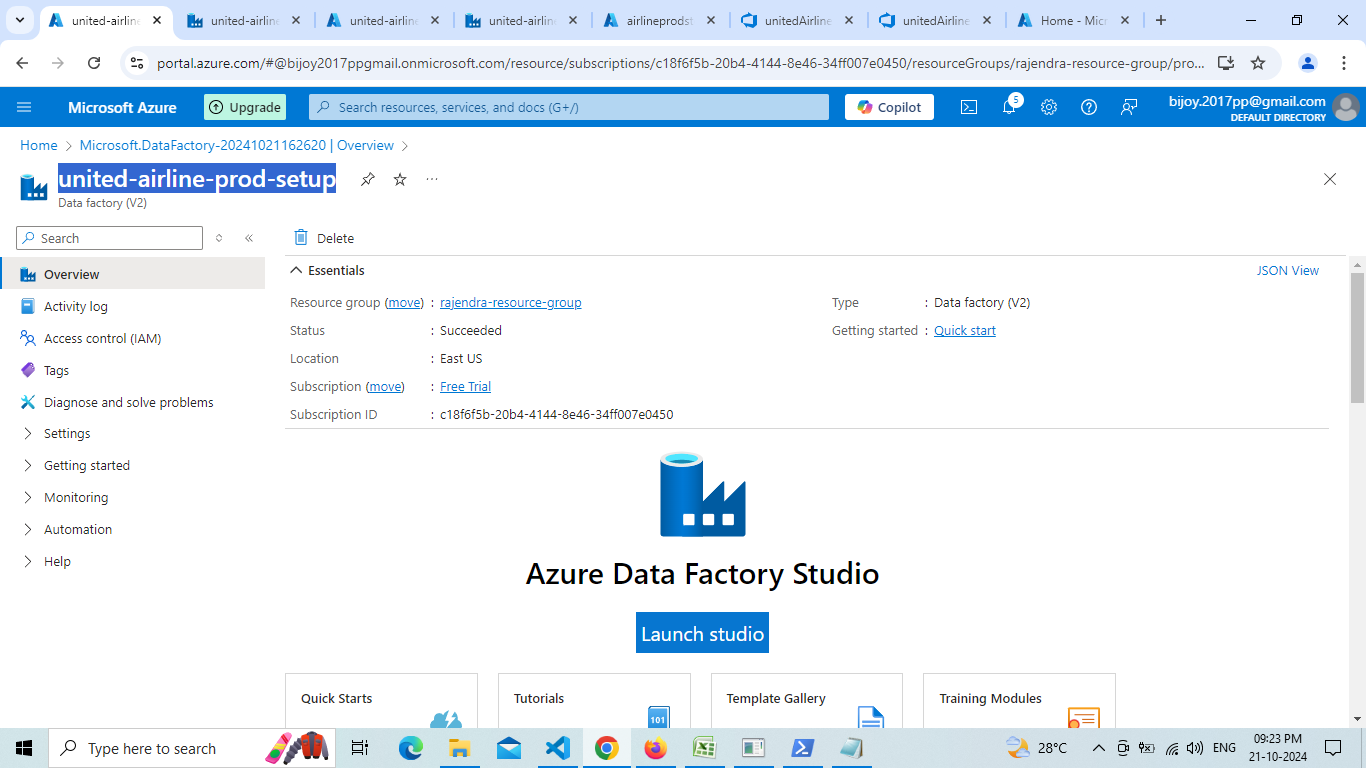 united-airline
united-airline
united-airline
united-airline
airlineprodst
unitedAirline
unitedAirline
Home - Micr
portal.azure.com/#@bijoy2017ppgmail.onmicrosoft.com/resource/subscriptions/c18f6f5b-20b4-4144-8e46-34ff007e0450/resourceGroups/rajendra-resource-group/pro...
Microsoft Azure
Upgrade
Search resources, services, and docs (G+/)
Copilot
5
bijoy.2017pp@gmail.com
DEFAULT DIRECTORY
Home > Microsoft.DataFactory-20241021162620 | Overview >
united-airline-prod-setup
Data factory (V2)
Search
Delete
Overview
Activity log
Access control (IAM)
Tags
Diagnose and solve problems
Settings
Getting started
Monitoring
Automation
Help
Essentials
JSON View
Resource group (move) : rajendra-resource-group
Status : Succeeded
Location : East US
Subscription (move) : Free Trial
Subscription ID : c18f6f5b-20b4-4144-8e46-34ff007e0450
Type : Data factory (V2)
Getting started : Quick start
Azure Data Factory Studio
Launch studio
Quick Starts
Tutorials
101
Template Gallery
Training Modules
Type here to search
28°C
ENG
09:23 PM
21-10-2024